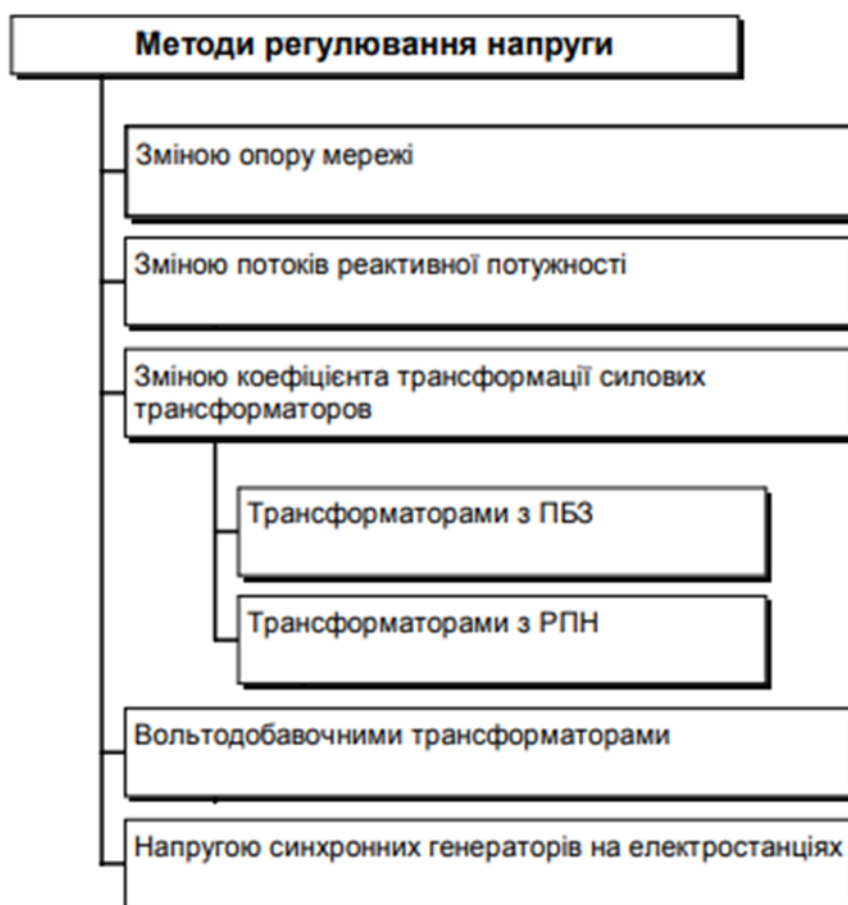 Методи регулювання напруги
Зміною опору мережі
Зміною потоків реактивної потужності
Зміною коефіцієнта трансформації силових
трансформаторов
Трансформаторами з ПБЗ
Трансформаторами з РПН
Вольтодобавочними трансформаторами
Напругою синхронних генераторів на електростанціях